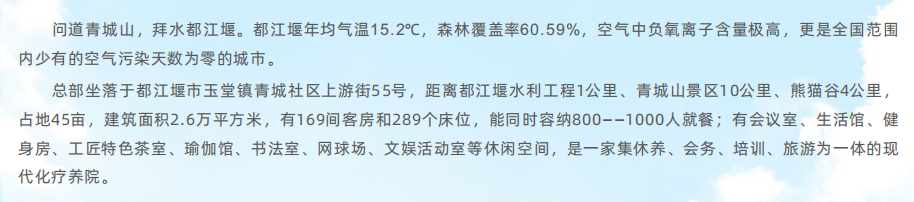 问道青城山，拜水都江堰。都江堰年均气温15.2℃，森林覆盖率60.59%，空气中负氧离子含量极高，更是全国范围
内少有的空气污染天数为零的城市。
总部坐落于都江堰市玉堂镇青城社区上游街55号，距离都江堰水利工程1公里、青城山景区10公里、熊猫谷4公里，
占地45亩，建筑面积2.6万平方米，有169间客房和289个床位，能同时容纳800——1000人就餐；有会议室、生活馆、健
身房、工匠特色茶室、瑜伽馆、书法室、网球场、文娱活动室等休闲空间，是一家集休养、会务、培训、旅游为一体的现
代化疗养院。